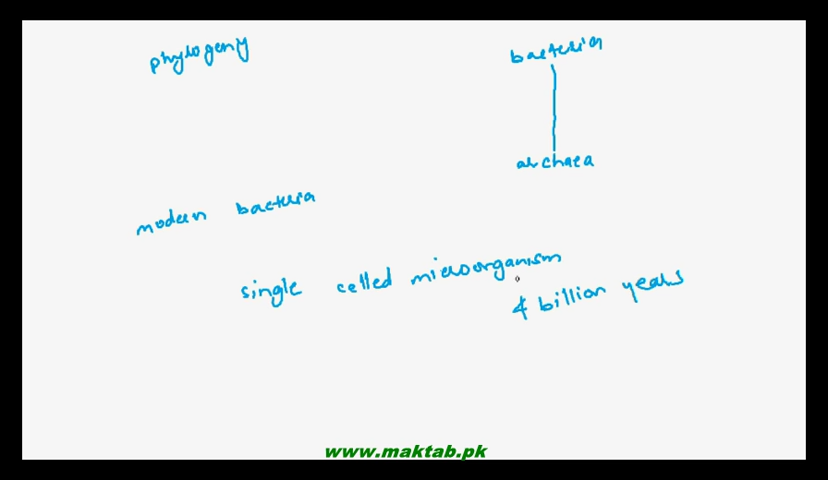 phylogeny
bacteria
archaea
modern bacteria
single celled microorganism
4 billion years
www.maktab.pk